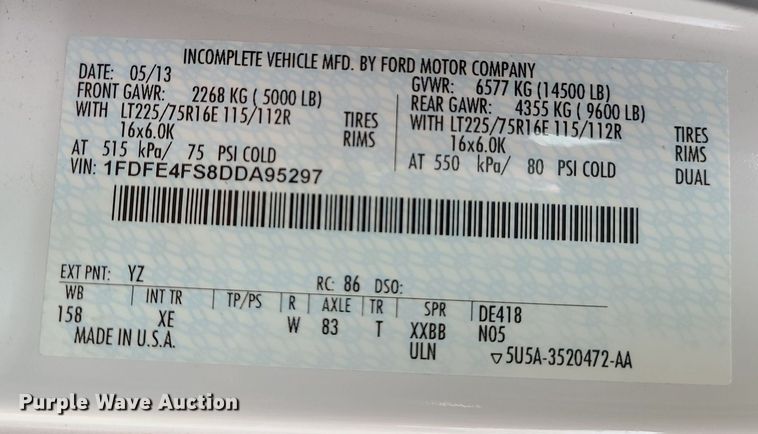 INCOMPLETE VEHICLE MFD. BY FORD MOTOR COMPANY
DATE: 05/13 GVWR: 6577 KG (14500 LB)
FRONT GAWR: 2268 KG ( 5000 LB) REAR GAWR: 4355 KG ( 9600 LB)
WITH LT225/75R16E 115/112R TIRES WITH LT225/75R16E 115/112R TIRES
16x6.0K RIMS 16x6.0K RIMS
AT 515 kPa/ 75 PSI COLD AT 550 kPa/ 80 PSI COLD DUAL
VIN: 1FDFE4FS8DDA95297
EXT PNT: YZ RC: 86 DSO:
WB INT TR TP/PS R AXLE TR SPR DE418
158 XE W 83 T XXBB N05
MADE IN U.S.A. ULN ▽5U5A-3520472-AA
Purple Wave Auction